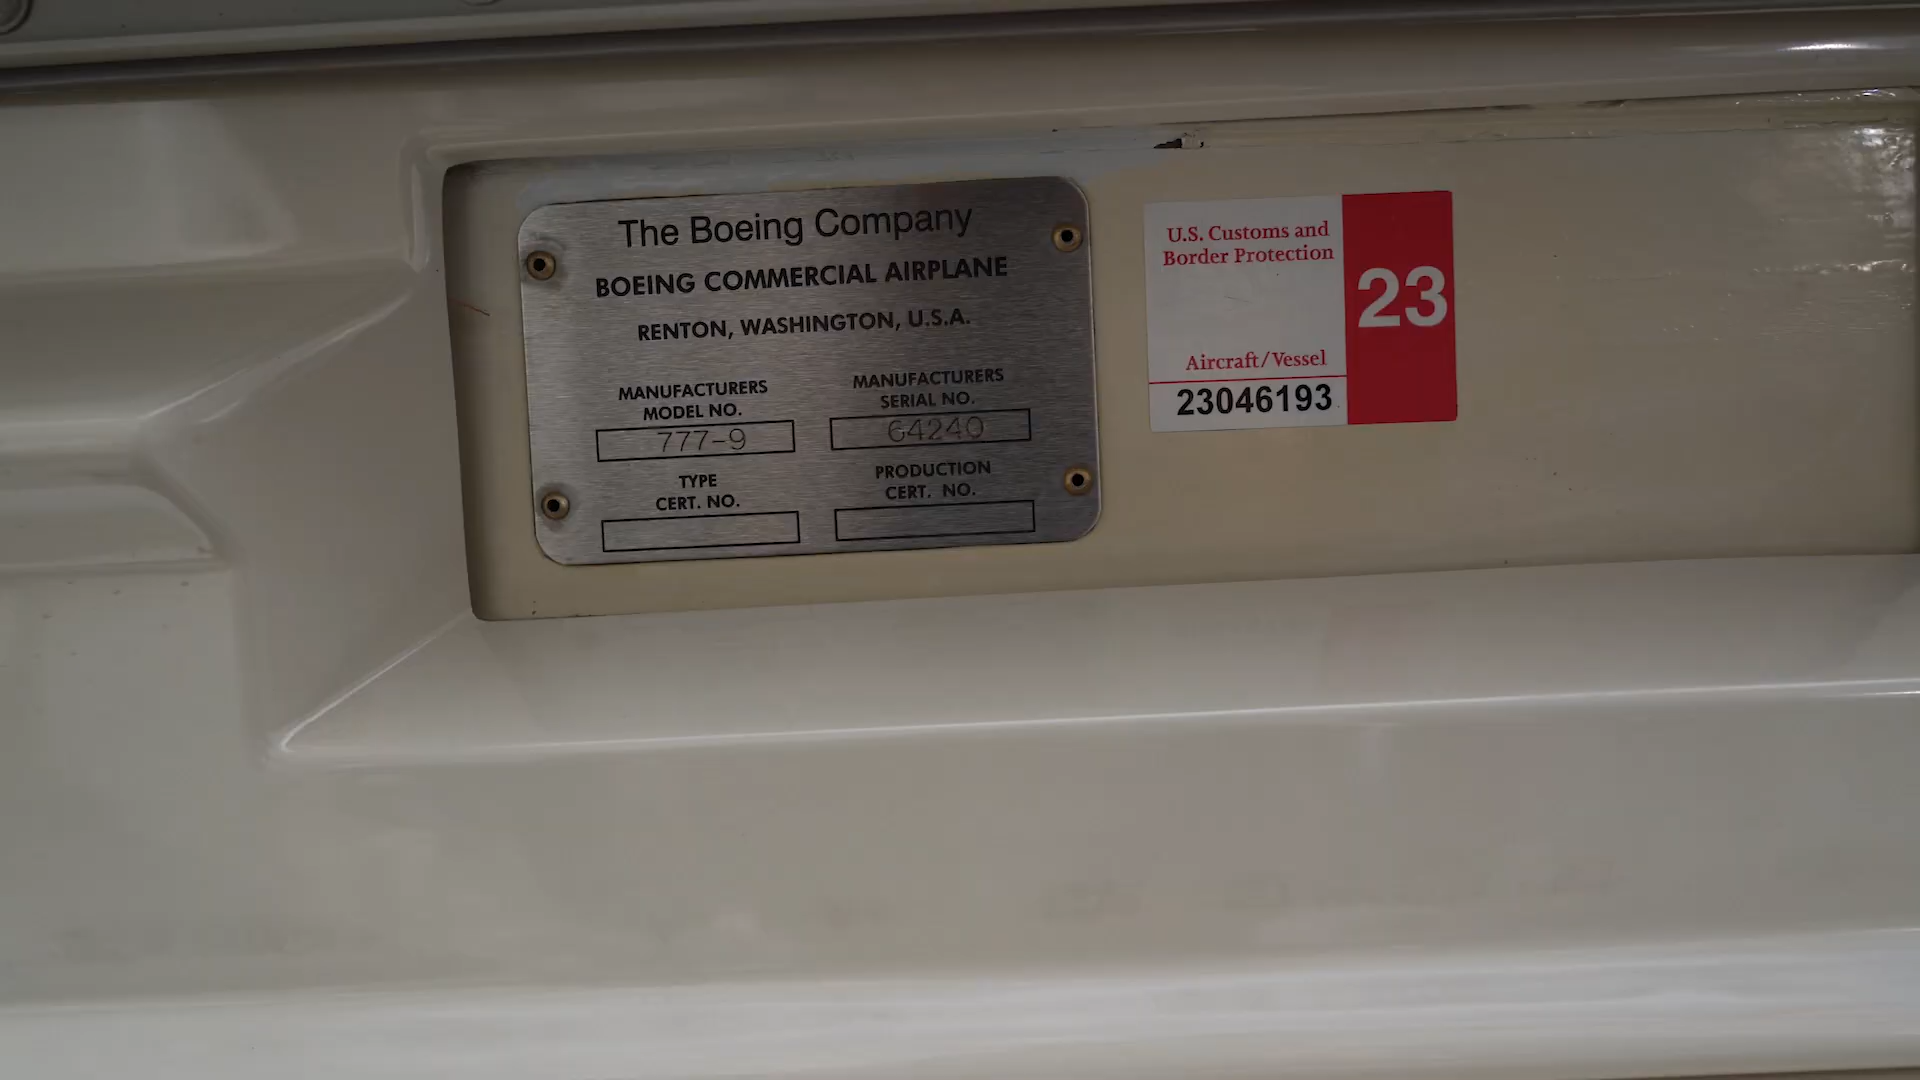 The Boeing Company
BOEING COMMERCIAL AIRPLANE
RENTON, WASHINGTON, U.S.A.
MANUFACTURERS
MODEL NO.
777-9
MANUFACTURERS
SERIAL NO.
64240
TYPE
CERT. NO.
PRODUCTION
CERT. NO.
U.S. Customs and
Border Protection
Aircraft/Vessel
23046193
23